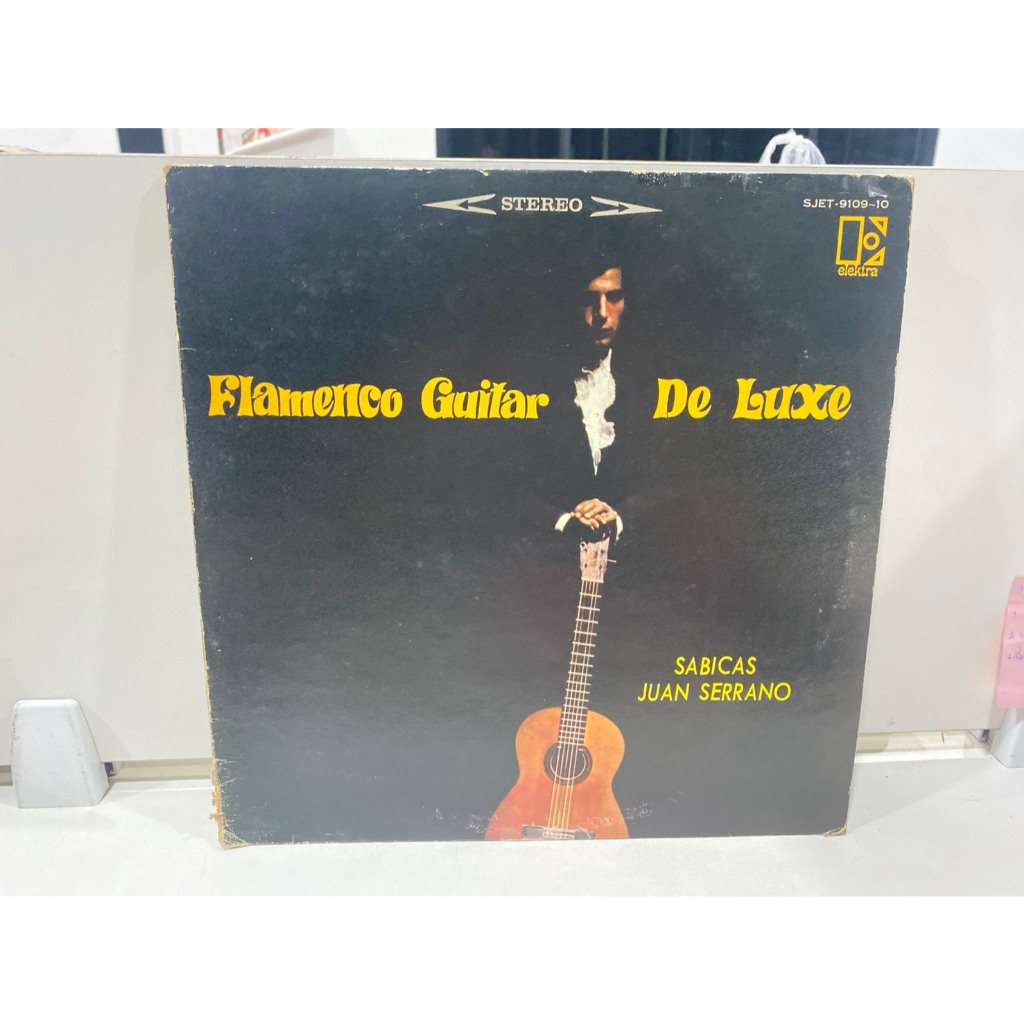 STEREO
SJET-9109~10
elektra
Flamenco Guitar De Luxe
SABICAS
JUAN SERRANO